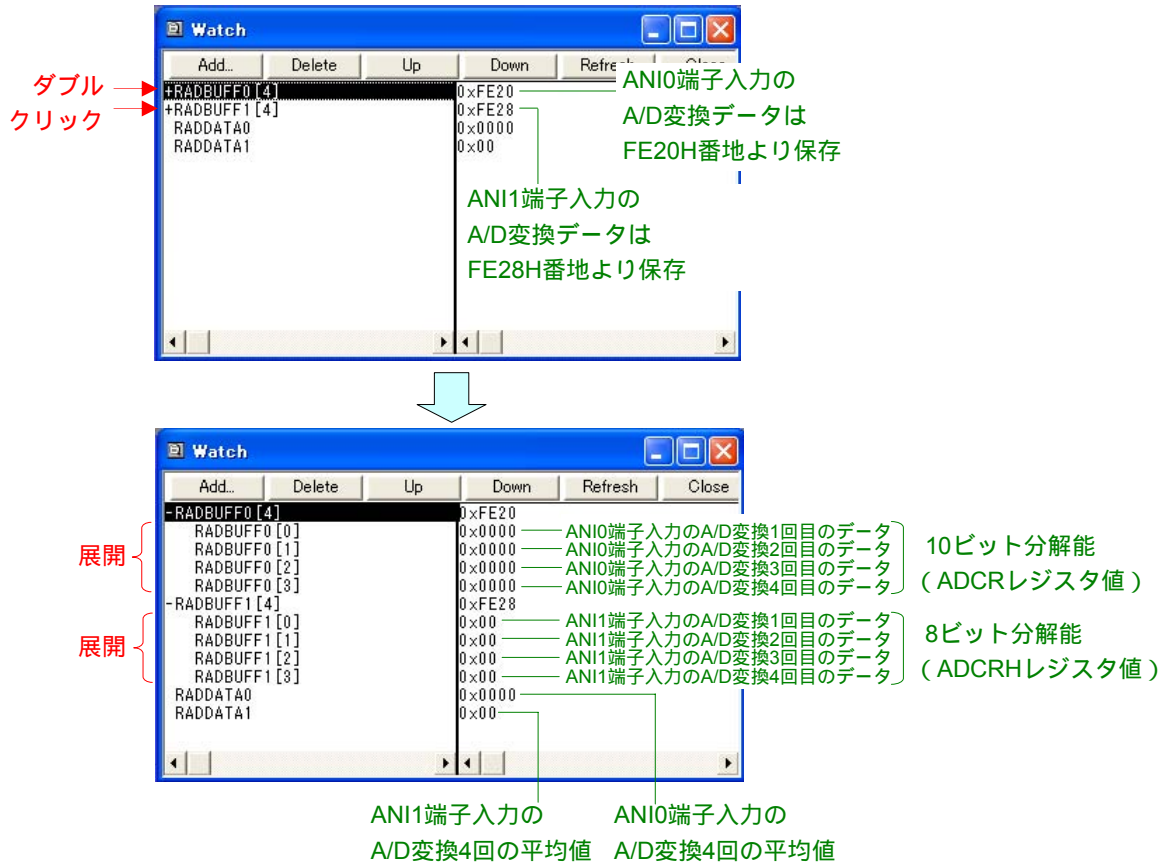 Watch
Add... Delete Up Down Refresh Close
ダブル
クリック
+RADBUFF0[4] 0xFE20
+RADBUFF1[4] 0xFE28
RADDATA0 0x0000
RADDATA1 0x00
ANI0端子入力の
A/D変換データは
FE20H番地より保存
ANI1端子入力の
A/D変換データは
FE28H番地より保存
Watch
Add... Delete Up Down Refresh Close
-RADBUFF0[4] 0xFE20
展開
RADBUFF0[0] 0x0000 ANI0端子入力のA/D変換1回目のデータ
RADBUFF0[1] 0x0000 ANI0端子入力のA/D変換2回目のデータ
RADBUFF0[2] 0x0000 ANI0端子入力のA/D変換3回目のデータ
RADBUFF0[3] 0x0000 ANI0端子入力のA/D変換4回目のデータ
10ビット分解能
(ADCRレジスタ値)
-RADBUFF1[4] 0xFE28
展開
RADBUFF1[0] 0x00 ANI1端子入力のA/D変換1回目のデータ
RADBUFF1[1] 0x00 ANI1端子入力のA/D変換2回目のデータ
RADBUFF1[2] 0x00 ANI1端子入力のA/D変換3回目のデータ
RADBUFF1[3] 0x00 ANI1端子入力のA/D変換4回目のデータ
8ビット分解能
(ADCRHレジスタ値)
RADDATA0 0x0000
RADDATA1 0x00
ANI1端子入力の
A/D変換4回の平均値
ANI0端子入力の
A/D変換4回の平均値